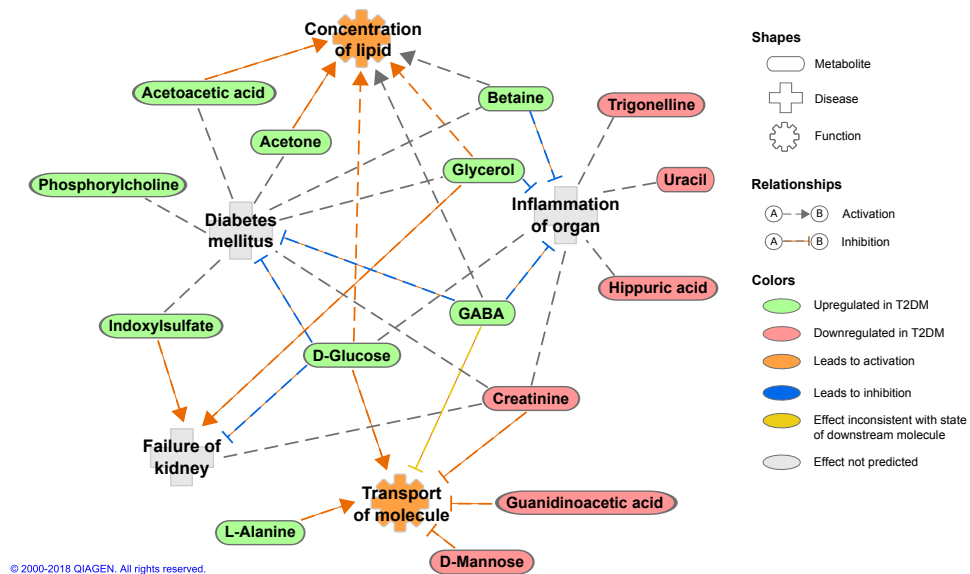 Concentration
of lipid
Acetoacetic acid
Betaine
Trigonelline
Acetone
Glycerol
Uracil
Phosphorylcholine
Diabetes
mellitus
Inflammation
of organ
Hippuric acid
Indoxylsulfate
GABA
D-Glucose
Creatinine
Failure of
kidney
Transport
of molecule
Guanidinoacetic acid
L-Alanine
D-Mannose
Shapes
Metabolite
Disease
Function
Relationships
A B Activation
A B Inhibition
Colors
Upregulated in T2DM
Downregulated in T2DM
Leads to activation
Leads to inhibition
Effect inconsistent with state
of downstream molecule
Effect not predicted
© 2000-2018 QIAGEN. All rights reserved.